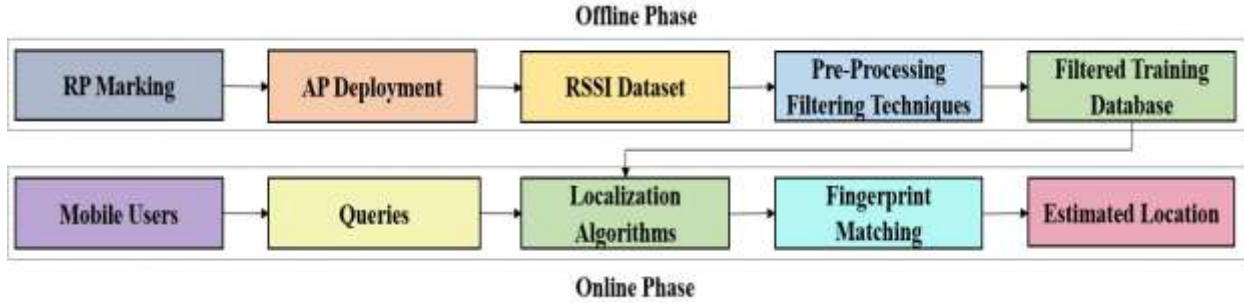 Offline Phase
RP Marking
AP Deployment
RSSI Dataset
Pre-Processing
Filtering Techniques
Filtered Training
Database
Mobile Users
Queries
Localization
Algorithms
Fingerprint
Matching
Estimated Location
Online Phase